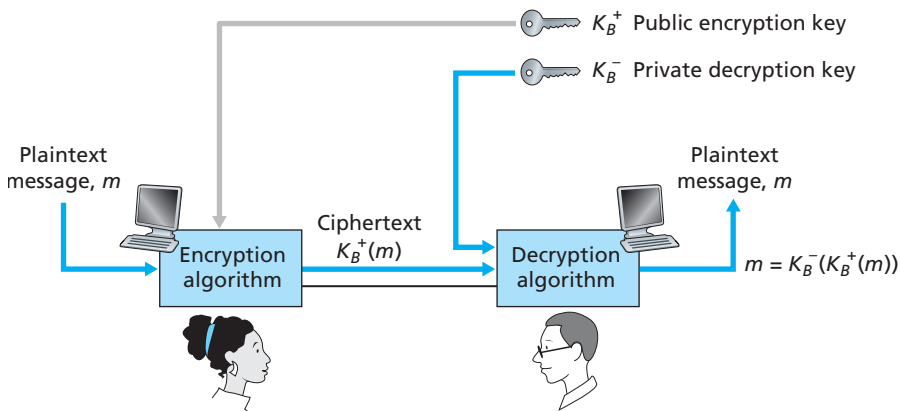 K_B^+ Public encryption key
K_B^- Private decryption key
Plaintext
message, m
Plaintext
message, m
Ciphertext
K_B^+(m)
Encryption
algorithm
Decryption
algorithm
m = K_B^-(K_B^+(m))